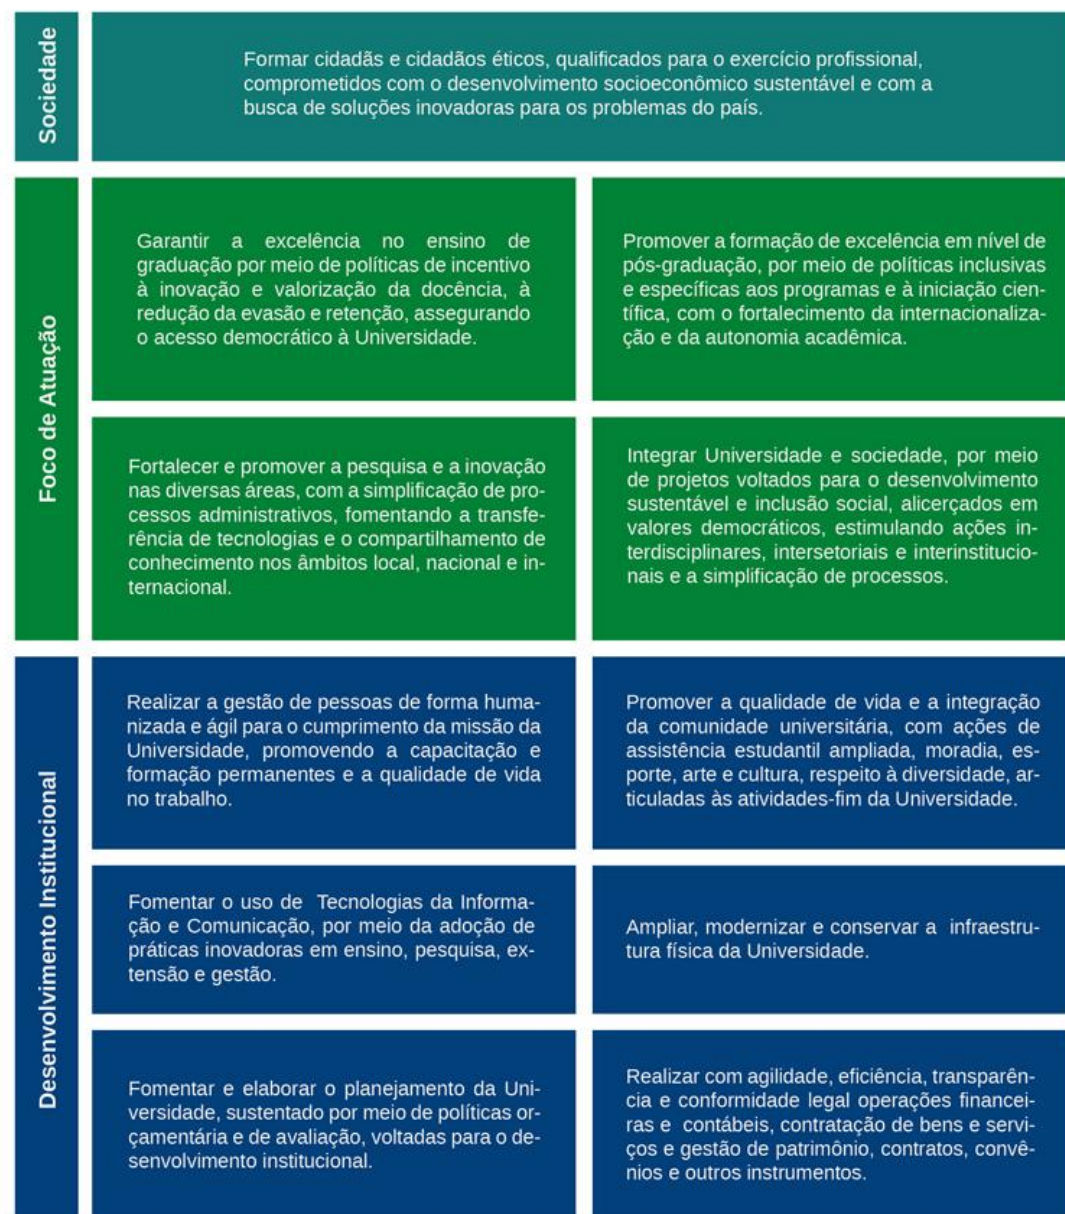 Sociedade
Formar cidadãs e cidadãos éticos, qualificados para o exercício profissional,
comprometidos com o desenvolvimento socioeconômico sustentável e com a
busca de soluções inovadoras para os problemas do país.
Foco de Atuação
Garantir a excelência no ensino de
graduação por meio de políticas de incentivo
à inovação e valorização da docência, à
redução da evasão e retenção, assegurando
o acesso democrático à Universidade.
Promover a formação de excelência em nível de
pós-graduação, por meio de políticas inclusivas
e específicas aos programas e à iniciação cien-
tífica, com o fortalecimento da internacionaliza-
ção e da autonomia acadêmica.
Fortalecer e promover a pesquisa e a inovação
nas diversas áreas, com a simplificação de pro-
cessos administrativos, fomentando a transfe-
rência de tecnologias e o compartilhamento de
conhecimento nos âmbitos local, nacional e in-
ternacional.
Integrar Universidade e sociedade, por meio
de projetos voltados para o desenvolvimento
sustentável e inclusão social, alicerçados em
valores democráticos, estimulando ações in-
terdisciplinares, intersetoriais e interinstitucio-
nais e a simplificação de processos.
Desenvolvimento Institucional
Realizar a gestão de pessoas de forma huma-
nizada e ágil para o cumprimento da missão da
Universidade, promovendo a capacitação e
formação permanentes e a qualidade de vida
no trabalho.
Promover a qualidade de vida e a integração
da comunidade universitária, com ações de
assistência estudantil ampliada, moradia, es-
porte, arte e cultura, respeito à diversidade, ar-
ticuladas às atividades-fim da Universidade.
Fomentar o uso de Tecnologias da Informa-
ção e Comunicação, por meio da adoção de
práticas inovadoras em ensino, pesquisa, ex-
tensão e gestão.
Ampliar, modernizar e conservar a infraestru-
tura física da Universidade.
Fomentar e elaborar o planejamento da Uni-
versidade, sustentado por meio de políticas or-
çamentária e de avaliação, voltadas para o de-
senvolvimento institucional.
Realizar com agilidade, eficiência, transparên-
cia e conformidade legal operações financei-
ras e contábeis, contratação de bens e servi-
ços e gestão de patrimônio, contratos, convê-
nios e outros instrumentos.